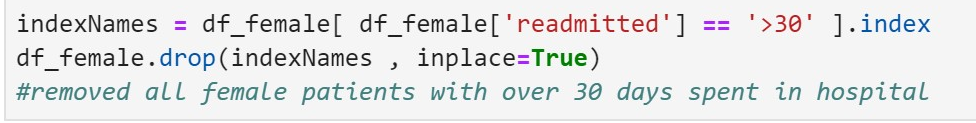 indexNames = df_female[ df_female['readmitted'] == '>30' ].index
df_female.drop(indexNames , inplace=True)
#removed all female patients with over 30 days spent in hospital